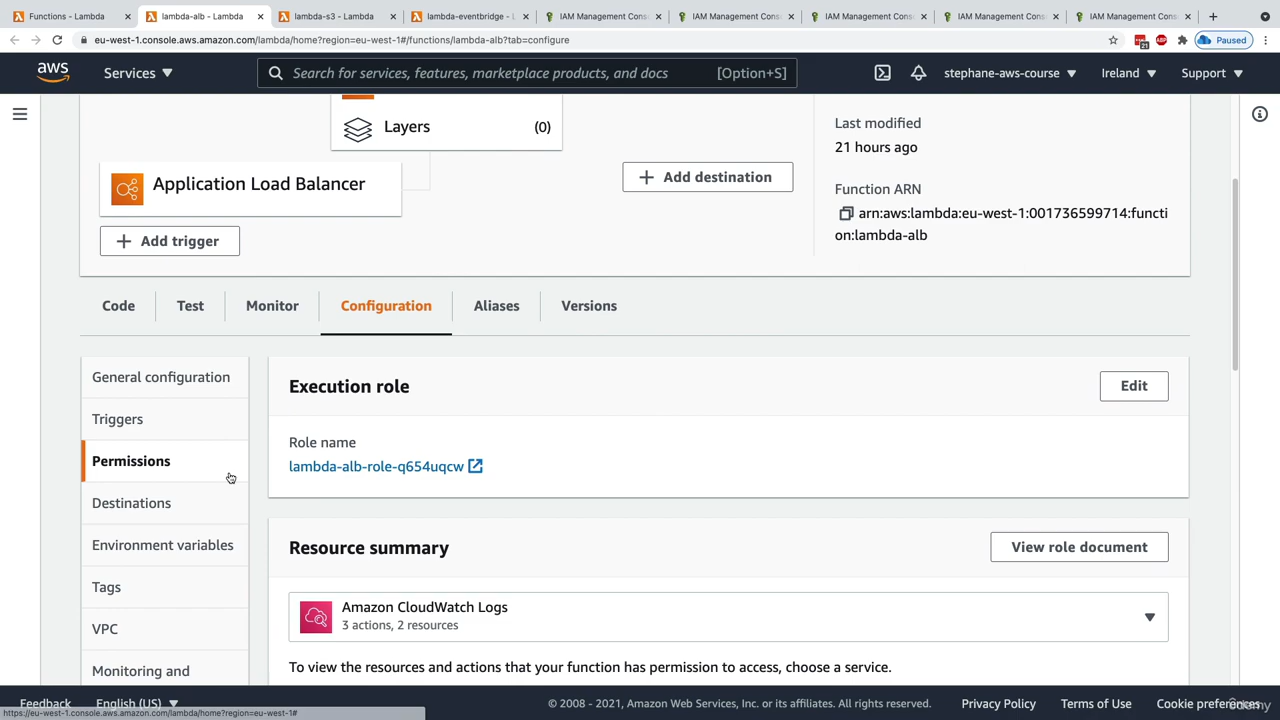 Functions - Lambda
lambda-alb - Lambda
lambda-s3 - Lambda
lambda-eventbridge - L
IAM Management Cons
IAM Management Cons
IAM Management Cons
IAM Management Cons
IAM Management Cons
eu-west-1.console.aws.amazon.com/lambda/home?region=eu-west-1#/functions/lambda-alb?tab=configure
21
ABP
Paused
aws
Services
Search for services, features, marketplace products, and docs
[Option+S]
stephane-aws-course
Ireland
Support
Layers
(0)
Application Load Balancer
Add trigger
Add destination
Last modified
21 hours ago
Function ARN
arn:aws:lambda:eu-west-1:001736599714:functi
on:lambda-alb
Code
Test
Monitor
Configuration
Aliases
Versions
General configuration
Triggers
Permissions
Destinations
Environment variables
Tags
VPC
Monitoring and
Execution role
Edit
Role name
lambda-alb-role-q654uqcw
Resource summary
View role document
Amazon CloudWatch Logs
3 actions, 2 resources
To view the resources and actions that your function has permission to access, choose a service.
Feedback
English (US)
© 2008 - 2021, Amazon Web Services, Inc. or its affiliates. All rights reserved.
Privacy Policy
Terms of Use
Cookie preferences
Udemy
https://eu-west-1.console.aws.amazon.com/lambda/home?region=eu-west-1#